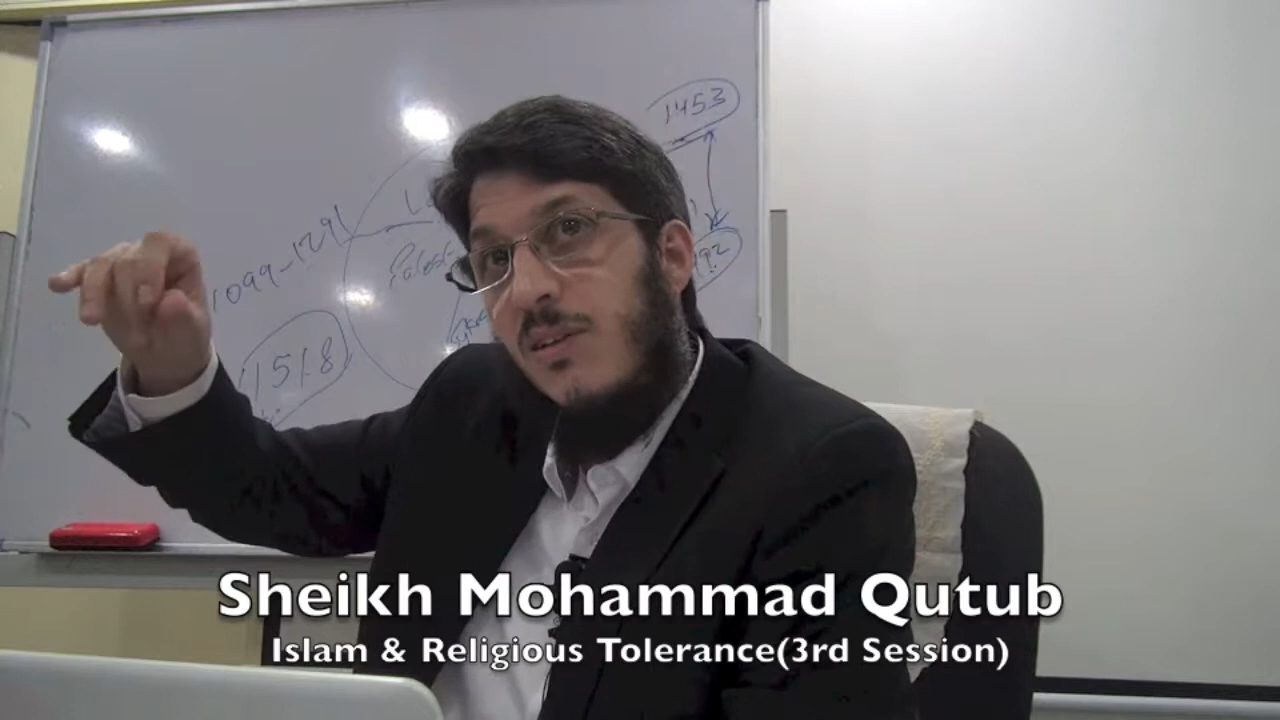 1453
1099-1291
1518
Sheikh Mohammad Qutub
Islam & Religious Tolerance(3rd Session)